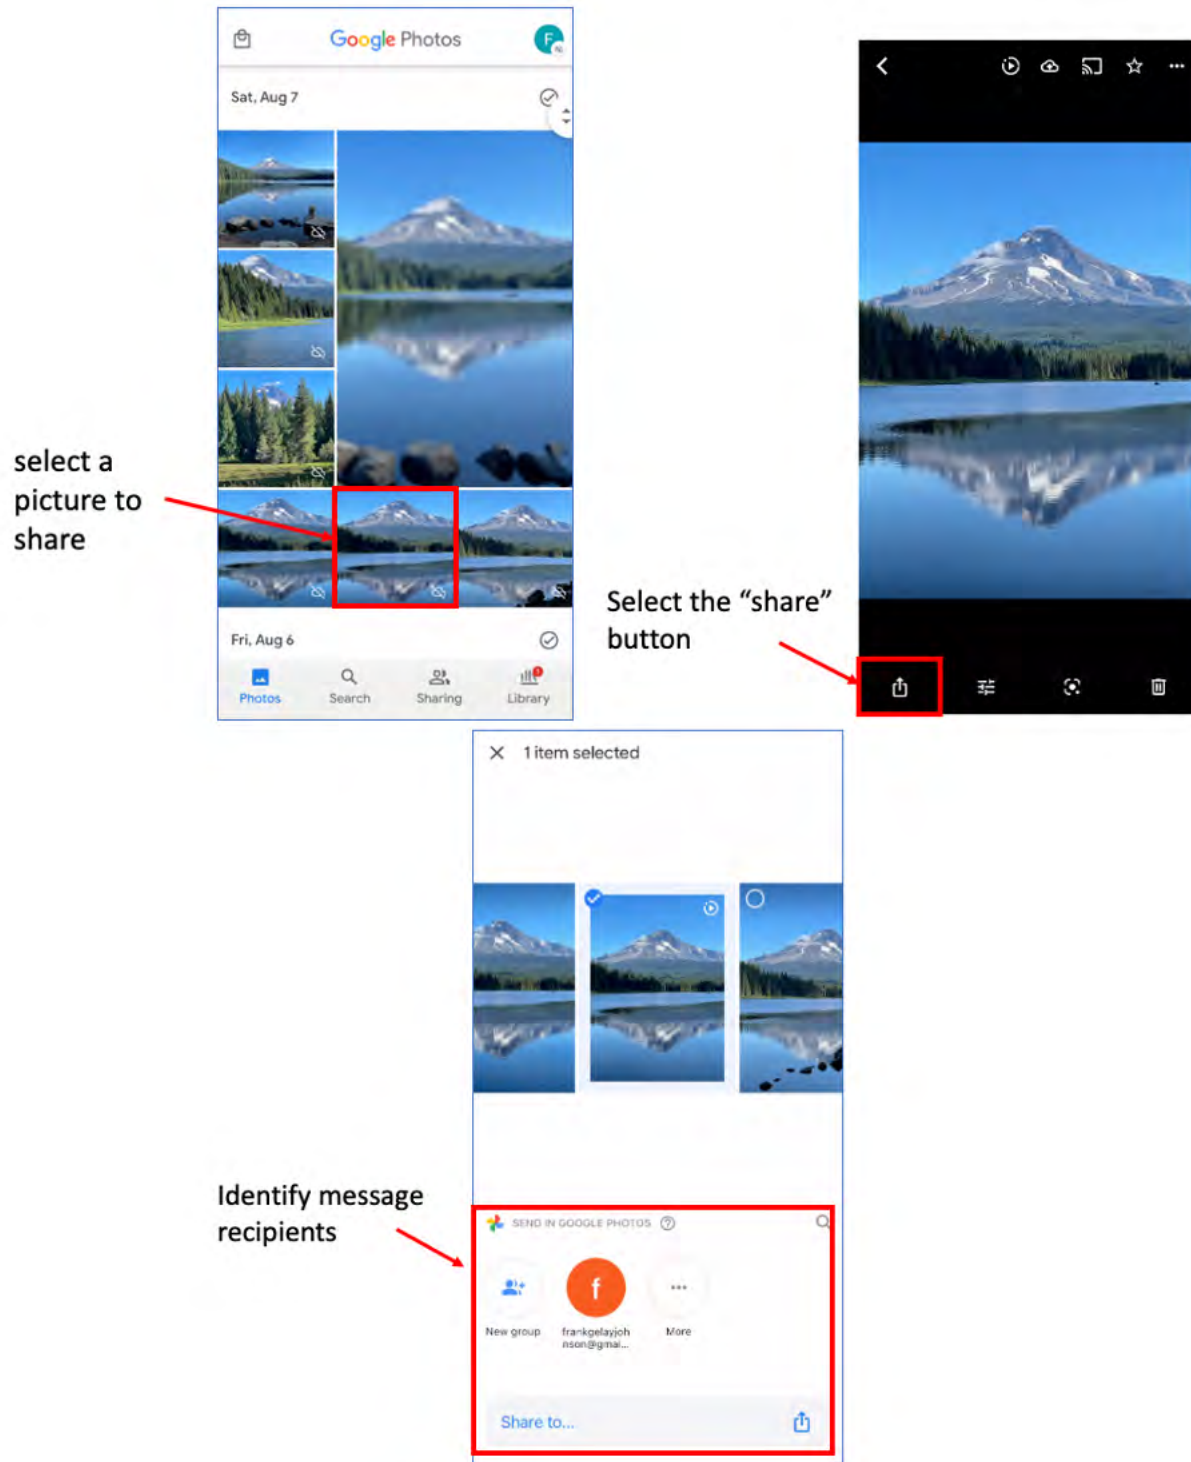 Google Photos
Sat, Aug 7
select a
picture to
share
Fri, Aug 6
Photos
Search
Sharing
Library
Select the “share”
button
1 item selected
Identify message
recipients
SEND IN GOOGLE PHOTOS
New group
frankgelayjoh
nson@gmai...
More
Share to...